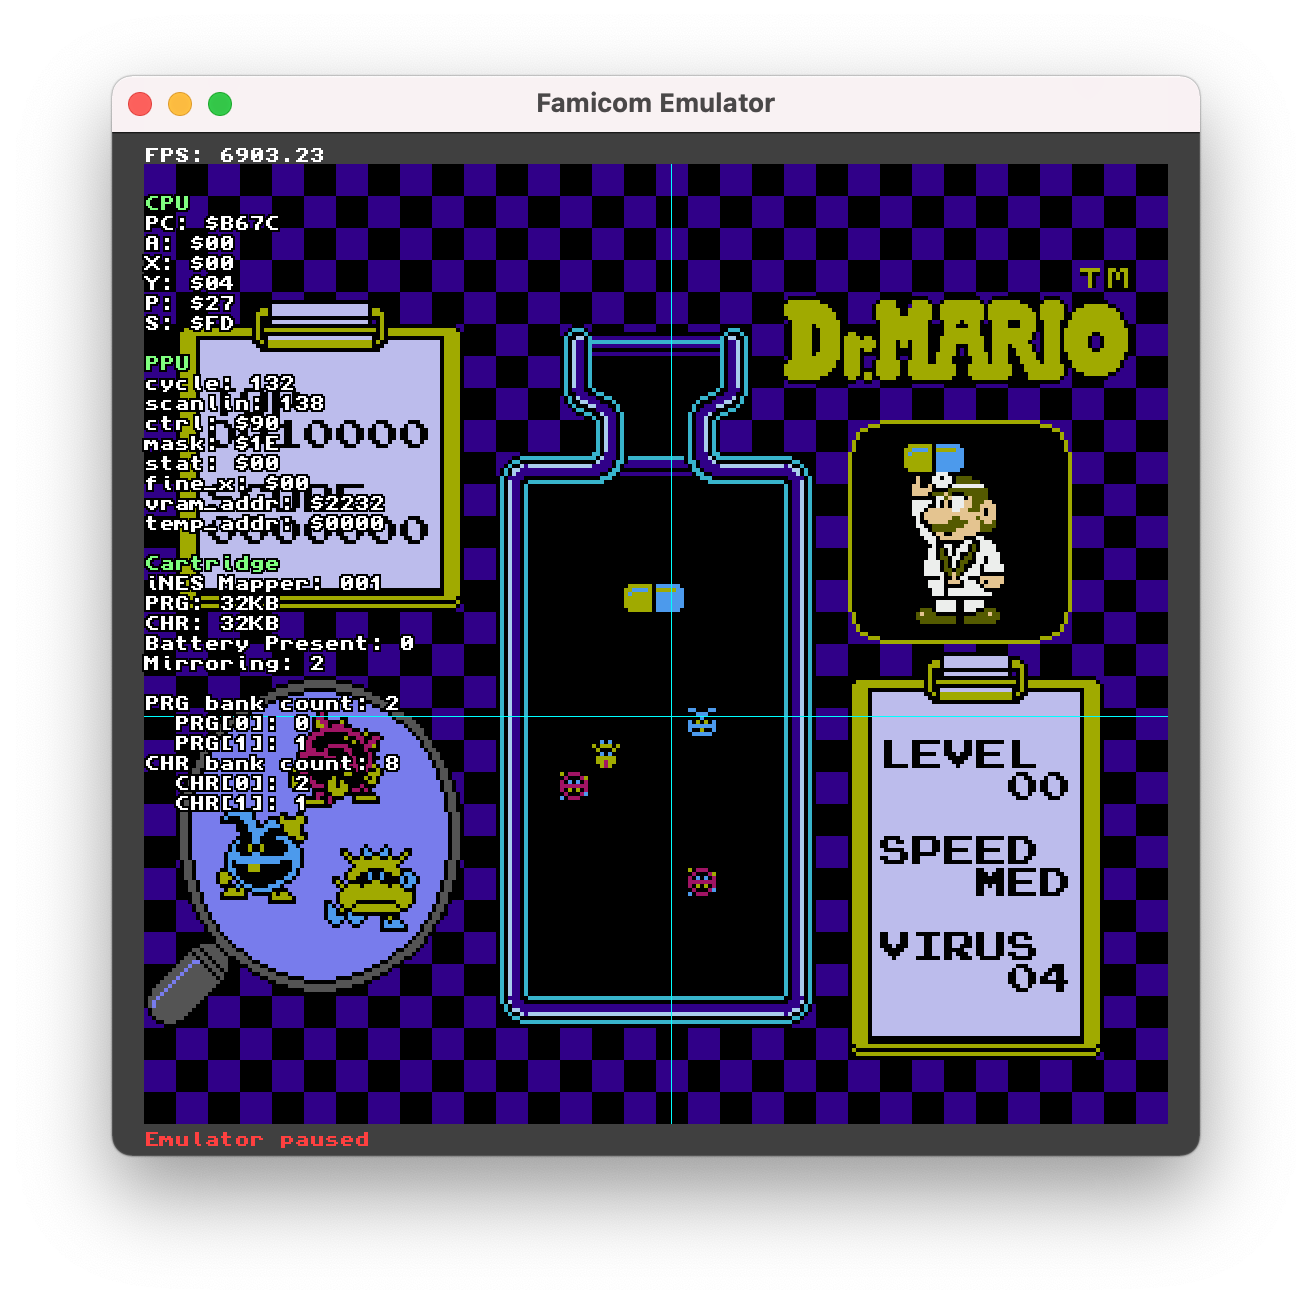 Famicom Emulator
FPS: 6903.23
CPU
PC: $B67C
A: $00
X: $00
Y: $04
P: $27
S: $FD
PPU
cycle: 132
scanlin: 138
ctrl: $90
mask: $1E
stat: $00
fine_x: $00
vram_addr: $2232
temp_addr: $0000
Cartridge
iNES Mapper: 001
PRG: 32KB
CHR: 32KB
Battery Present: 0
Mirroring: 2
PRG bank count: 2
PRG[0]: 0
PRG[1]: 1
CHR bank count: 8
CHR[0]: 2
CHR[1]: 1
TM
Dr.MARIO
LEVEL
00
SPEED
MED
VIRUS
04
Emulator paused